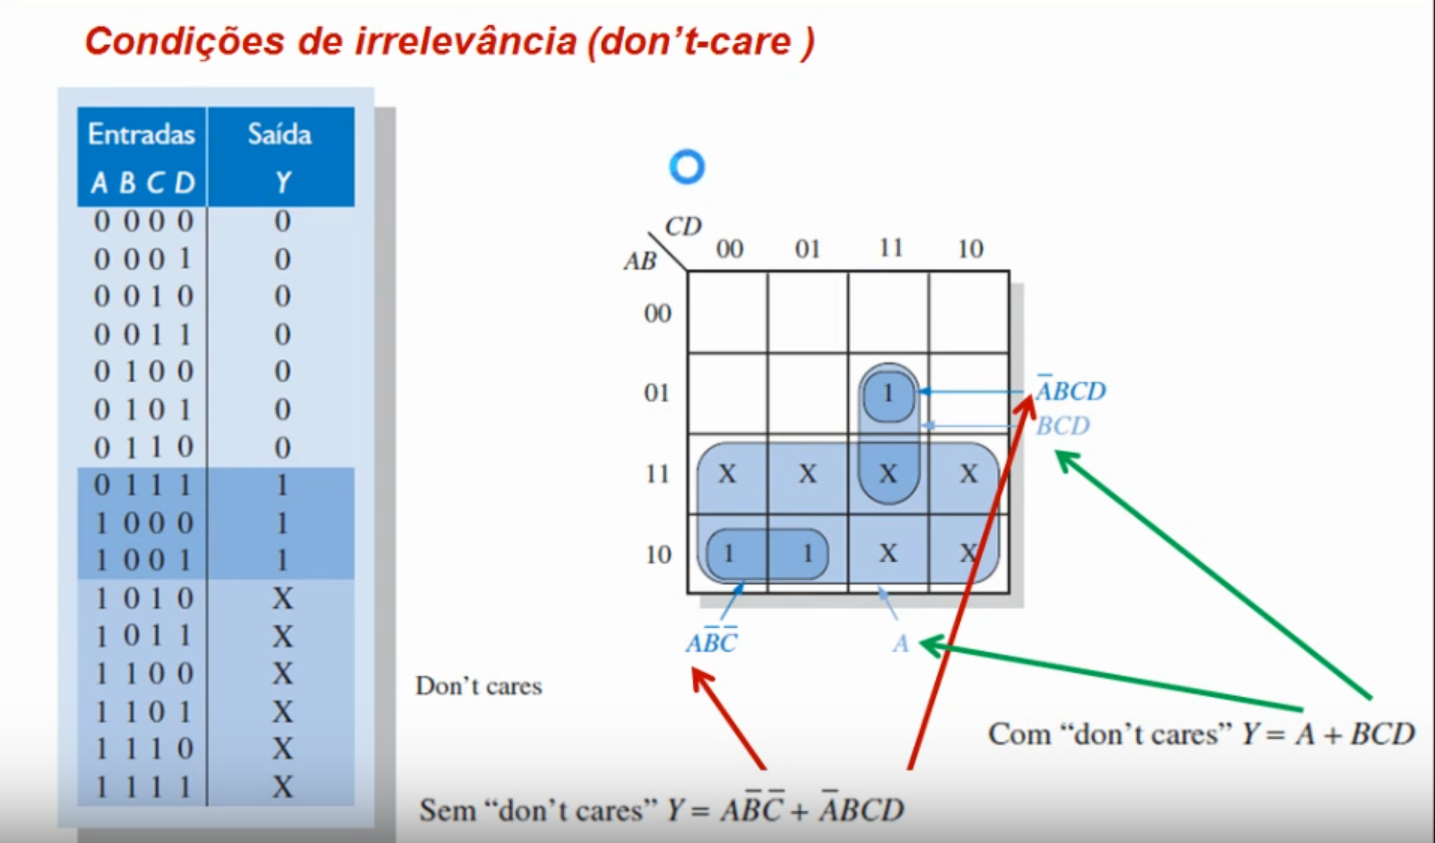 Condições de irrelevância (don't-care )
Entradas Saída
A B C D Y
0 0 0 0 0
0 0 0 1 0
0 0 1 0 0
0 0 1 1 0
0 1 0 0 0
0 1 0 1 0
0 1 1 0 0
0 1 1 1 1
1 0 0 0 1
1 0 0 1 1
1 0 1 0 X
1 0 1 1 X
1 1 0 0 X
1 1 0 1 X
1 1 1 0 X
1 1 1 1 X
Don't cares
CD
AB
00 01 11 10
00
01 1
11 X X X X
10 1 1 X X
A̅BCD
BCD
AB̅C̅
A
Com “don't cares” Y = A + BCD
Sem “don't cares” Y = AB̅C̅ + A̅BCD